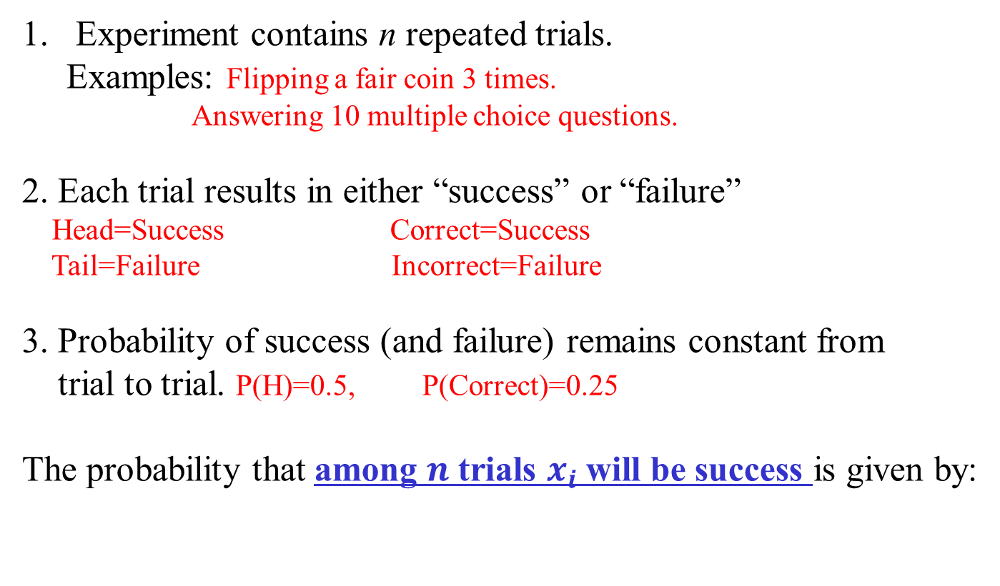 1. Experiment contains n repeated trials.
Examples: Flipping a fair coin 3 times.
Answering 10 multiple choice questions.
2. Each trial results in either “success” or “failure”
Head=Success Correct=Success
Tail=Failure Incorrect=Failure
3. Probability of success (and failure) remains constant from
trial to trial. P(H)=0.5, P(Correct)=0.25
The probability that among n trials xᵢ will be success is given by: